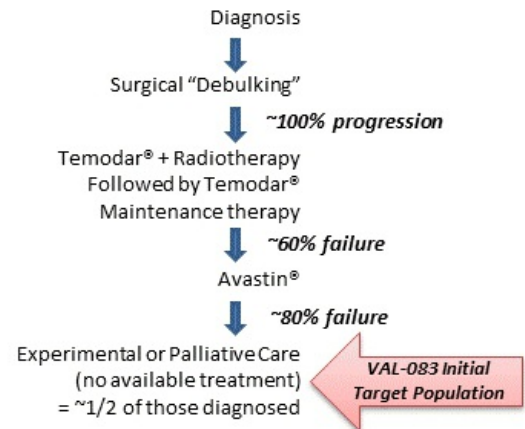 Diagnosis
Surgical “Debulking”
~100% progression
Temodar® + Radiotherapy
Followed by Temodar®
Maintenance therapy
~60% failure
Avastin®
~80% failure
Experimental or Palliative Care
(no available treatment)
= ~1/2 of those diagnosed
VAL-083 Initial
Target Population